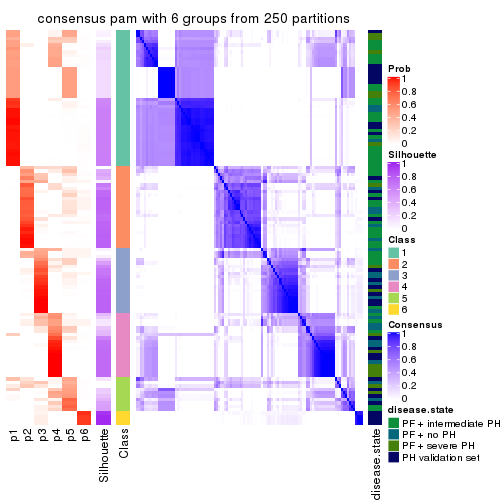 consensus pam with 6 groups from 250 partitions
Prob
1
0.8
0.6
0.4
0.2
0
Silhouette
1
0.8
0.6
0.4
0.2
0
Class
1
2
3
4
5
6
Consensus
1
0.8
0.6
0.4
0.2
0
disease.state
PF + intermediate PH
PF + no PH
PF + severe PH
PH validation set
p1
p2
p3
p4
p5
p6
Silhouette
Class
disease.state